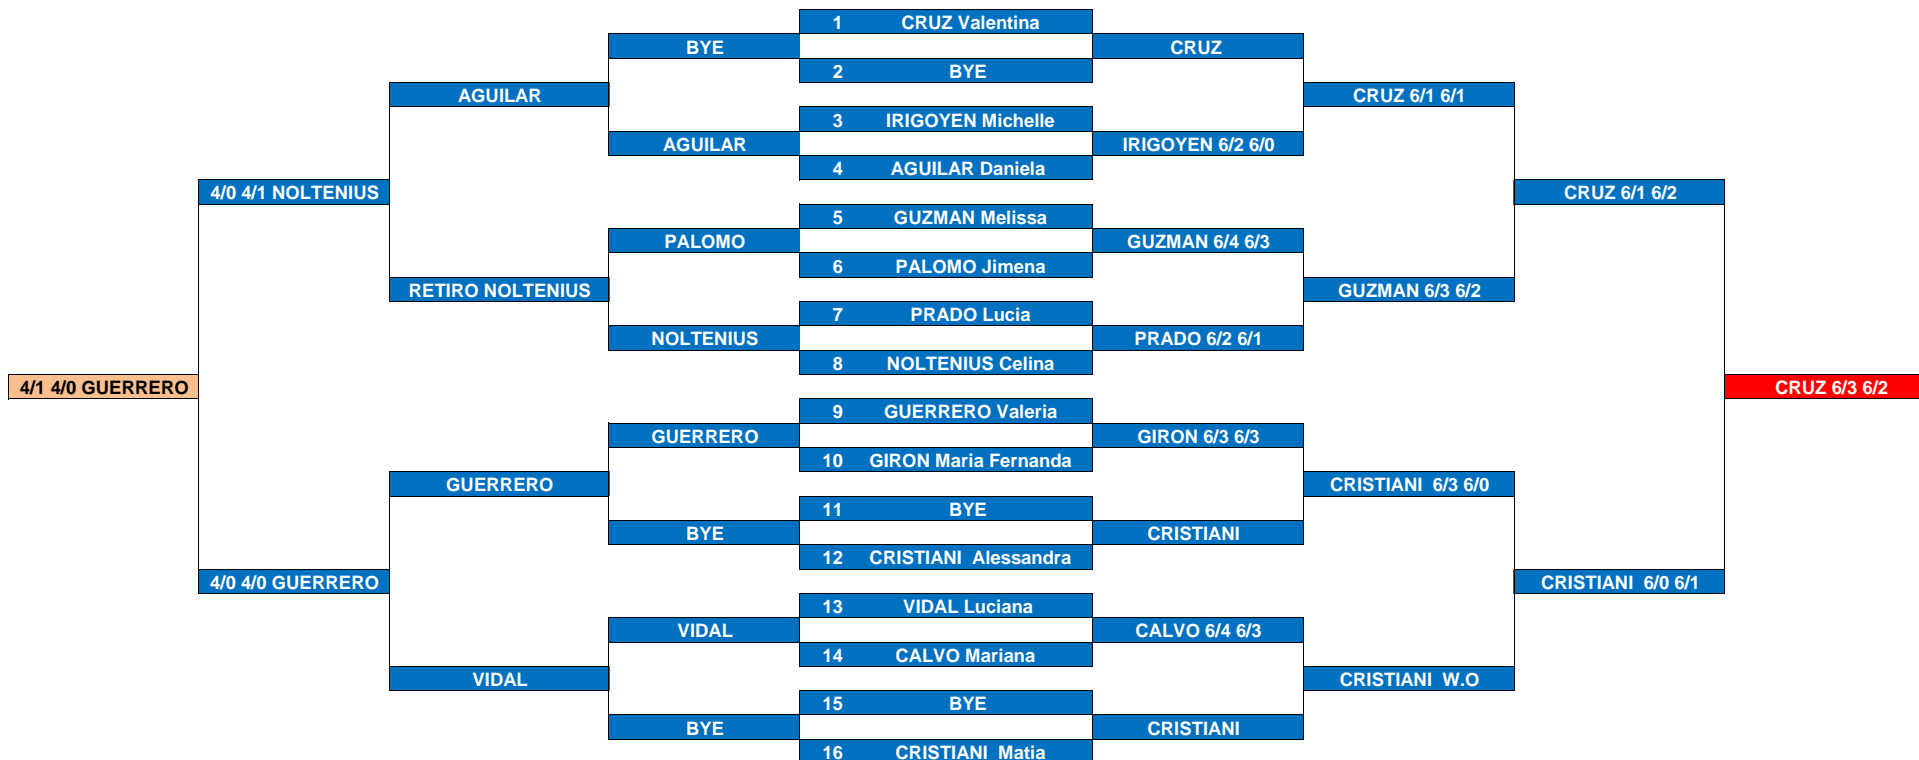 1 CRUZ Valentina
BYE CRUZ
2 BYE
AGUILAR CRUZ 6/1 6/1
3 IRIGOYEN Michelle
AGUILAR IRIGOYEN 6/2 6/0
4 AGUILAR Daniela
4/0 4/1 NOLTENIUS CRUZ 6/1 6/2
5 GUZMAN Melissa
PALOMO GUZMAN 6/4 6/3
6 PALOMO Jimena
RETIRO NOLTENIUS GUZMAN 6/3 6/2
7 PRADO Lucia
NOLTENIUS PRADO 6/2 6/1
8 NOLTENIUS Celina
4/1 4/0 GUERRERO CRUZ 6/3 6/2
9 GUERRERO Valeria
GUERRERO GIRON 6/3 6/3
10 GIRON Maria Fernanda
GUERRERO CRISTIANI 6/3 6/0
11 BYE
BYE CRISTIANI
12 CRISTIANI Alessandra
4/0 4/0 GUERRERO CRISTIANI 6/0 6/1
13 VIDAL Luciana
VIDAL CALVO 6/4 6/3
14 CALVO Mariana
VIDAL CRISTIANI W.O
15 BYE
BYE CRISTIANI
16 CRISTIANI Matia